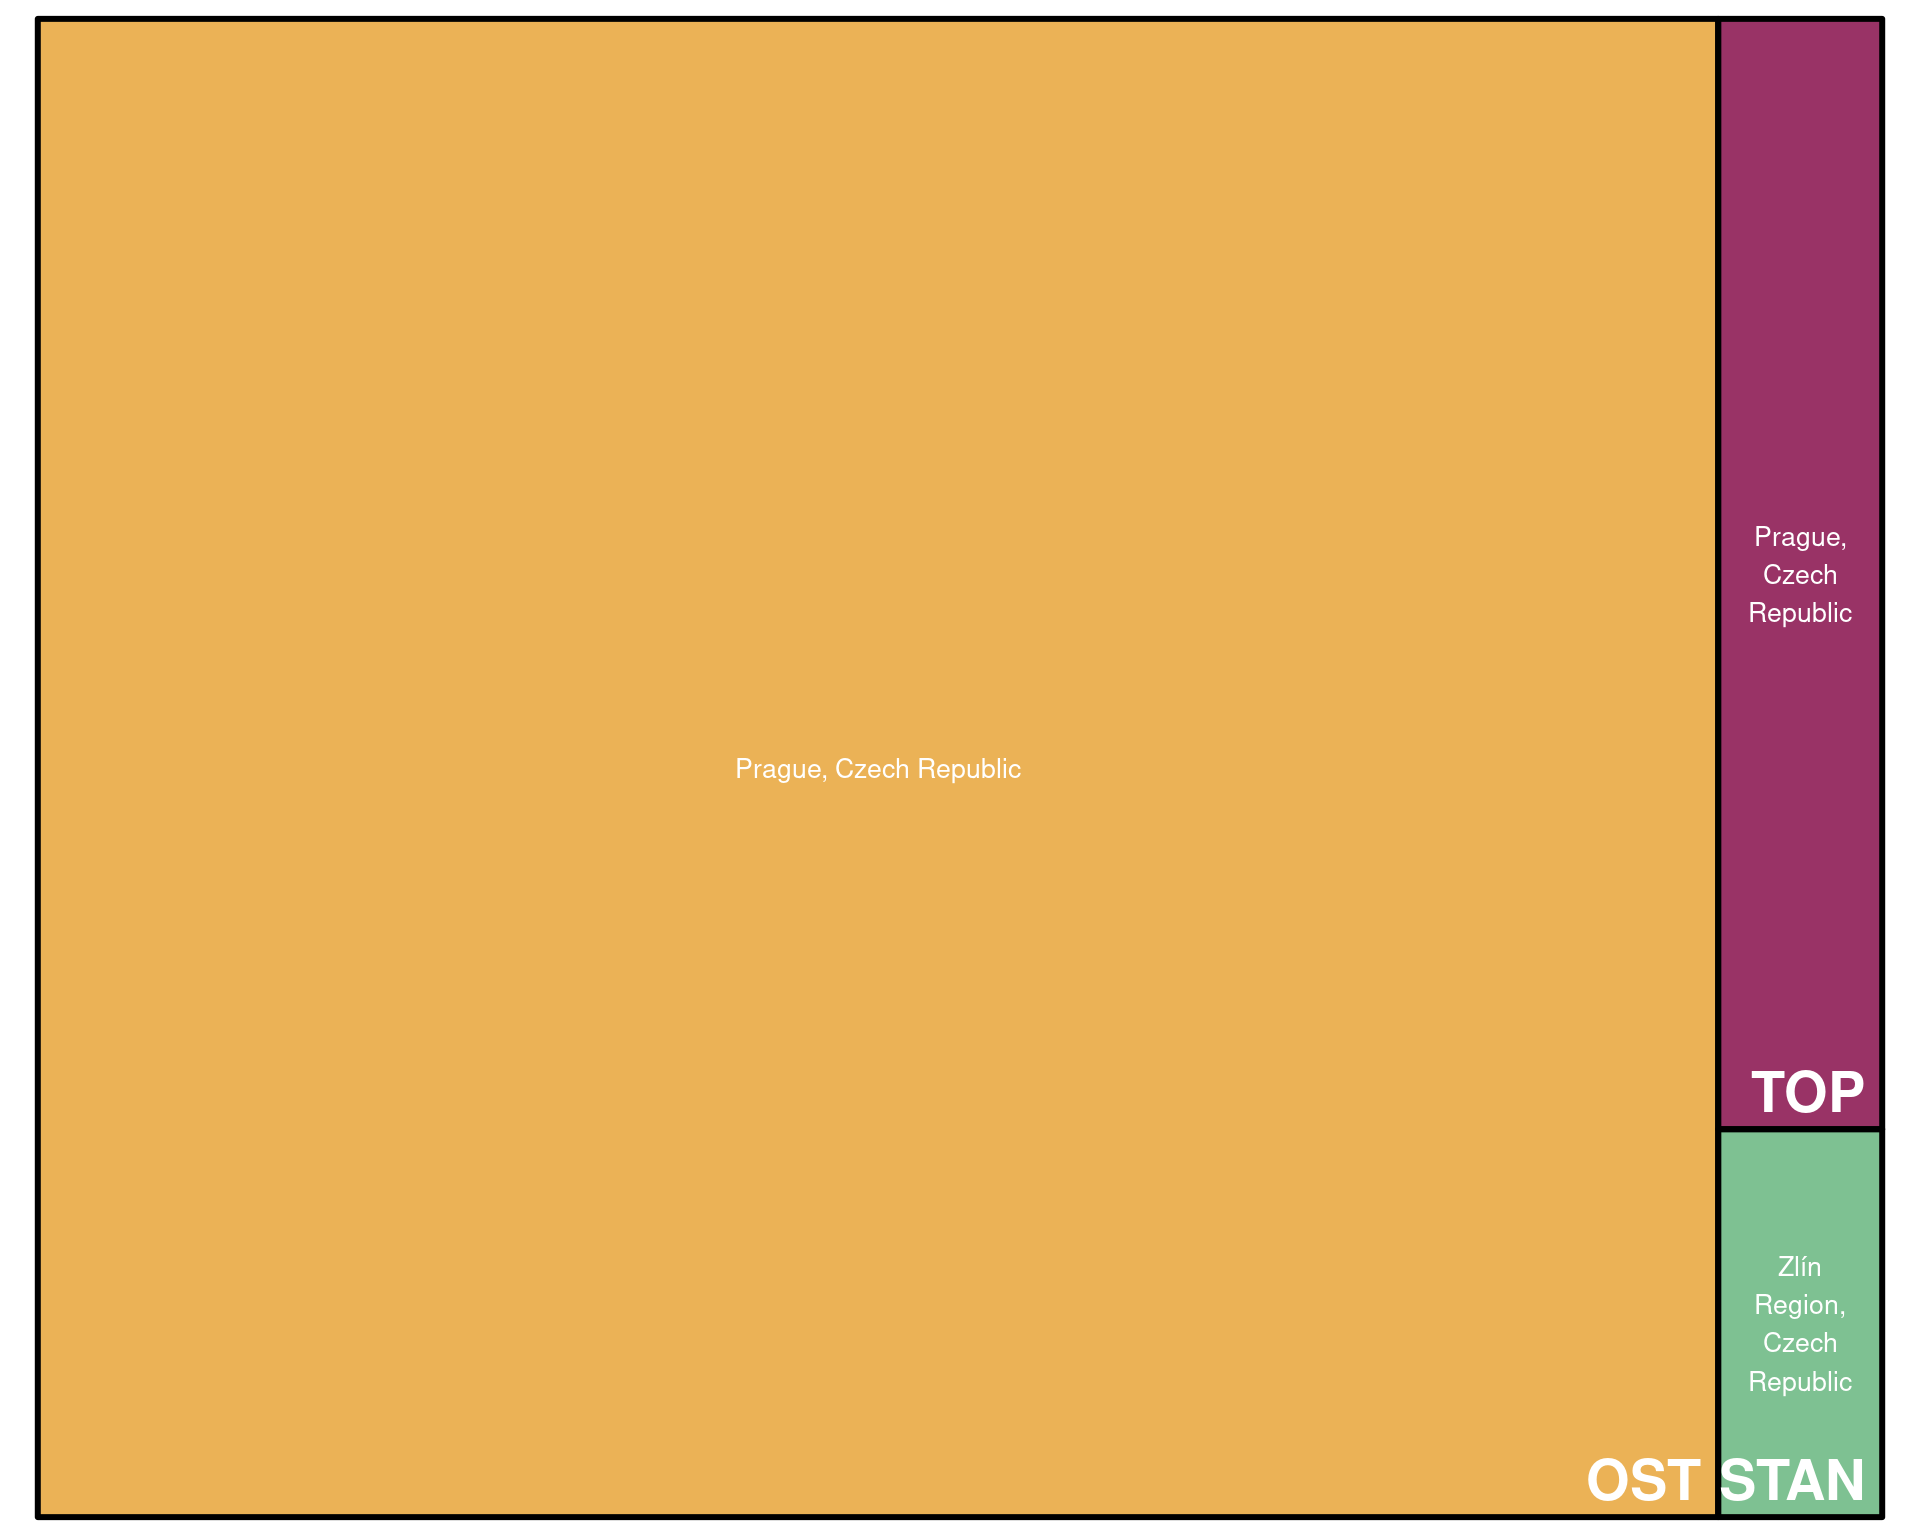 Prague, Czech Republic
OST
Prague,
Czech
Republic
TOP
Zlín
Region,
Czech
Republic
STAN